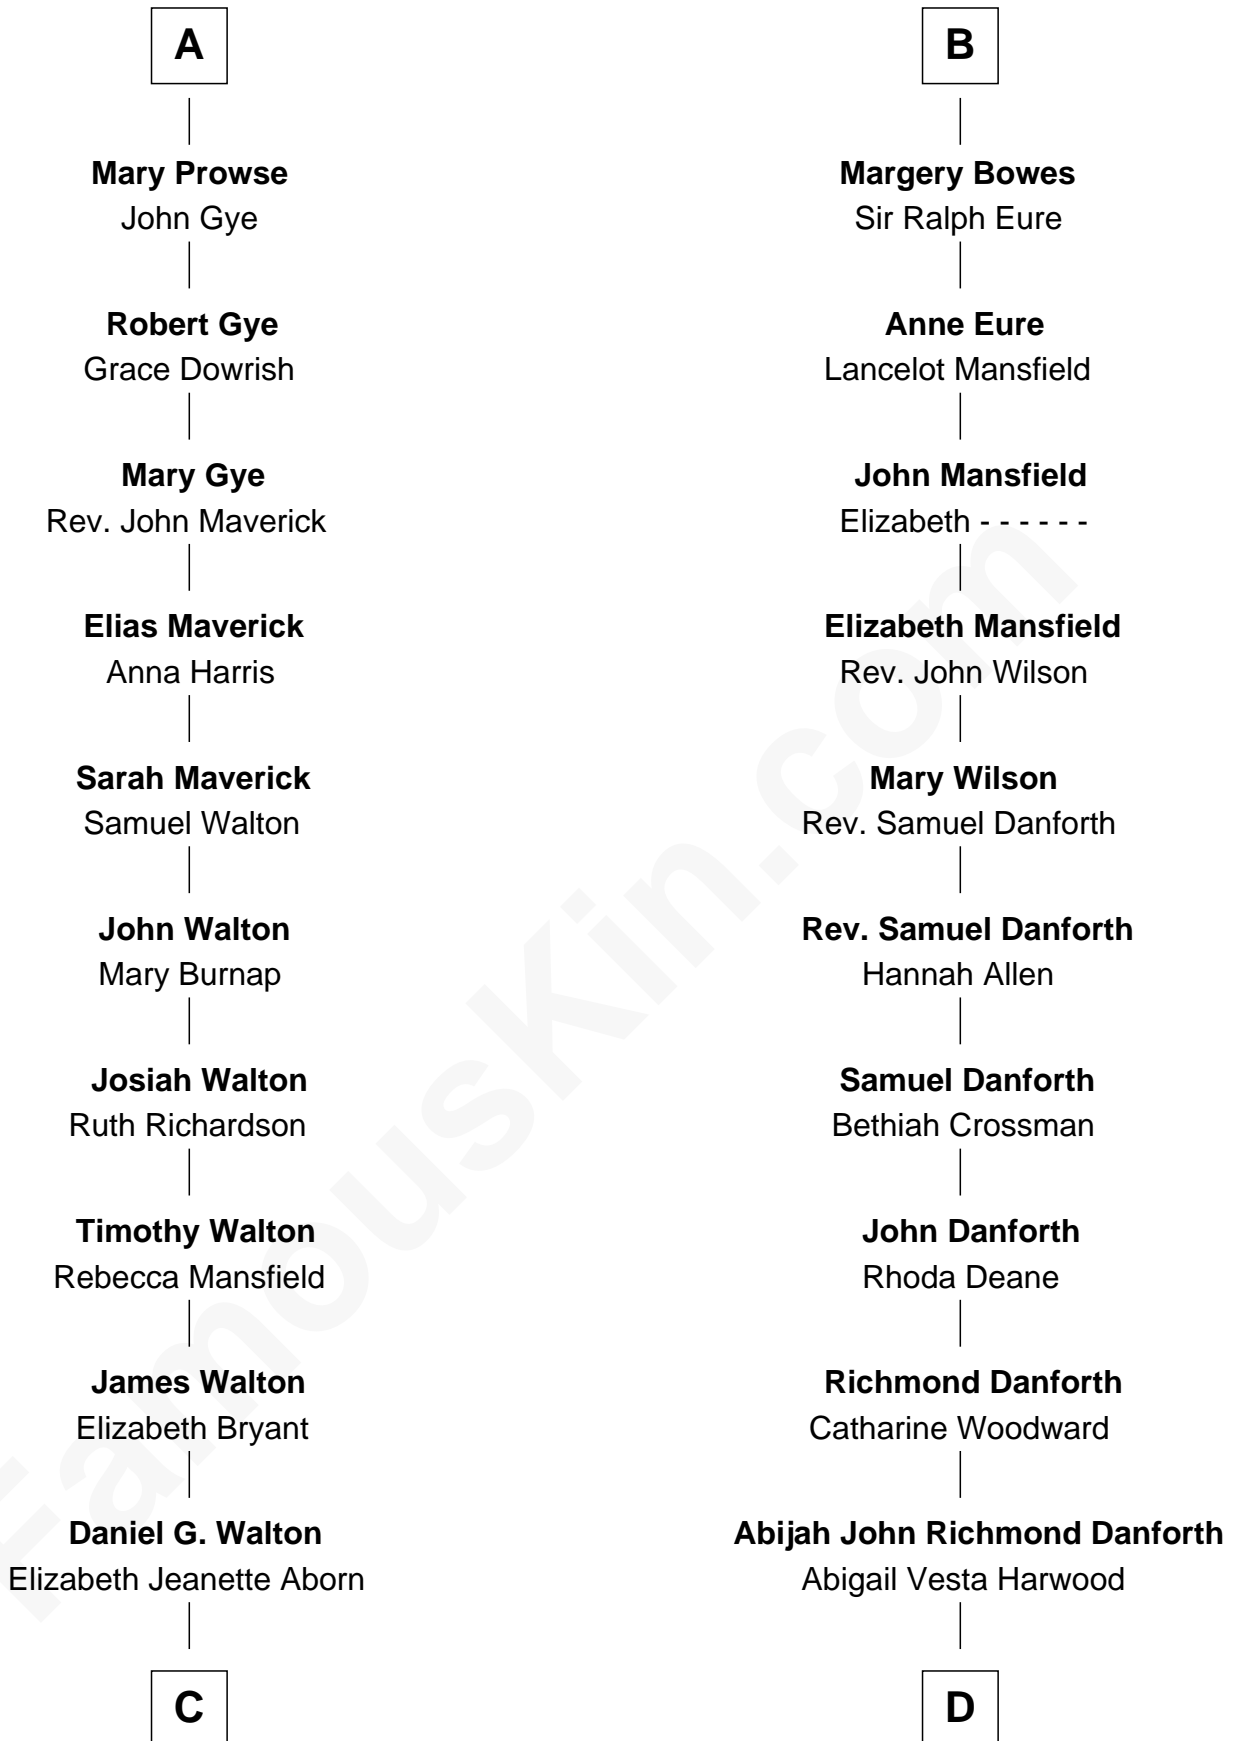 A
Mary Prowse
John Gye
Robert Gye
Grace Dowrish
Mary Gye
Rev. John Maverick
Elias Maverick
Anna Harris
Sarah Maverick
Samuel Walton
John Walton
Mary Burnap
Josiah Walton
Ruth Richardson
Timothy Walton
Rebecca Mansfield
James Walton
Elizabeth Bryant
Daniel G. Walton
Elizabeth Jeanette Aborn
C
B
Margery Bowes
Sir Ralph Eure
Anne Eure
Lancelot Mansfield
John Mansfield
Elizabeth - - - - - -
Elizabeth Mansfield
Rev. John Wilson
Mary Wilson
Rev. Samuel Danforth
Rev. Samuel Danforth
Hannah Allen
Samuel Danforth
Bethiah Crossman
John Danforth
Rhoda Deane
Richmond Danforth
Catharine Woodward
Abijah John Richmond Danforth
Abigail Vesta Harwood
D
FamousKin.com